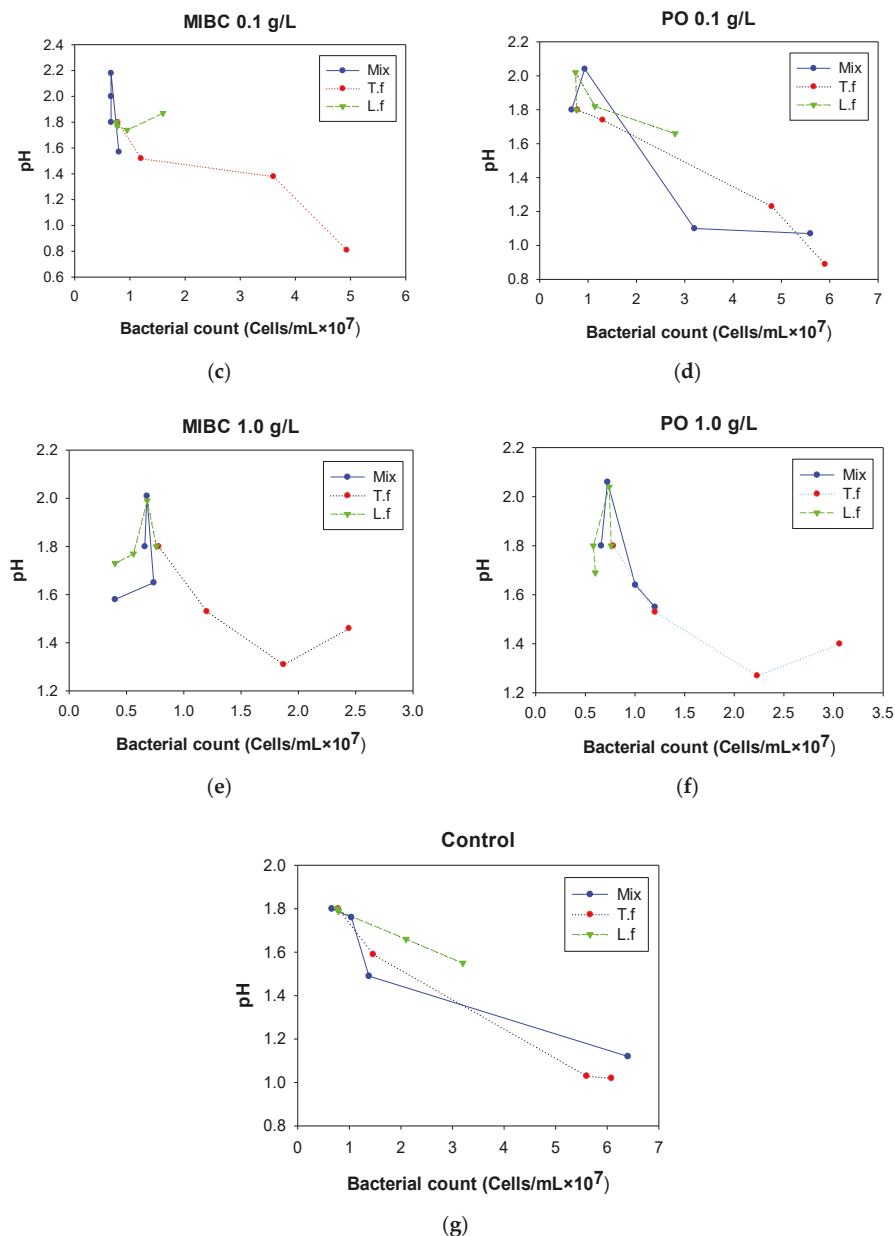 MIBC 0.1 g/L
2.4
2.2
2.0
1.8
1.6
1.4
1.2
1.0
0.8
0.6
pH
Mix
T.f
L.f
0 1 2 3 4 5 6
Bacterial count (Cells/mL×10⁷)
(c)
PO 0.1 g/L
2.2
2.0
1.8
1.6
1.4
1.2
1.0
0.8
pH
Mix
T.f
L.f
0 1 2 3 4 5 6 7
Bacterial count (Cells/mL×10⁷)
(d)
MIBC 1.0 g/L
2.2
2.0
1.8
1.6
1.4
1.2
pH
Mix
T.f
L.f
0.0 0.5 1.0 1.5 2.0 2.5 3.0
Bacterial count (Cells/mL×10⁷)
(e)
PO 1.0 g/L
2.2
2.0
1.8
1.6
1.4
1.2
pH
Mix
T.f
L.f
0.0 0.5 1.0 1.5 2.0 2.5 3.0 3.5
Bacterial count (Cells/mL×10⁷)
(f)
Control
2.0
1.8
1.6
1.4
1.2
1.0
0.8
pH
Mix
T.f
L.f
0 1 2 3 4 5 6 7
Bacterial count (Cells/mL×10⁷)
(g)